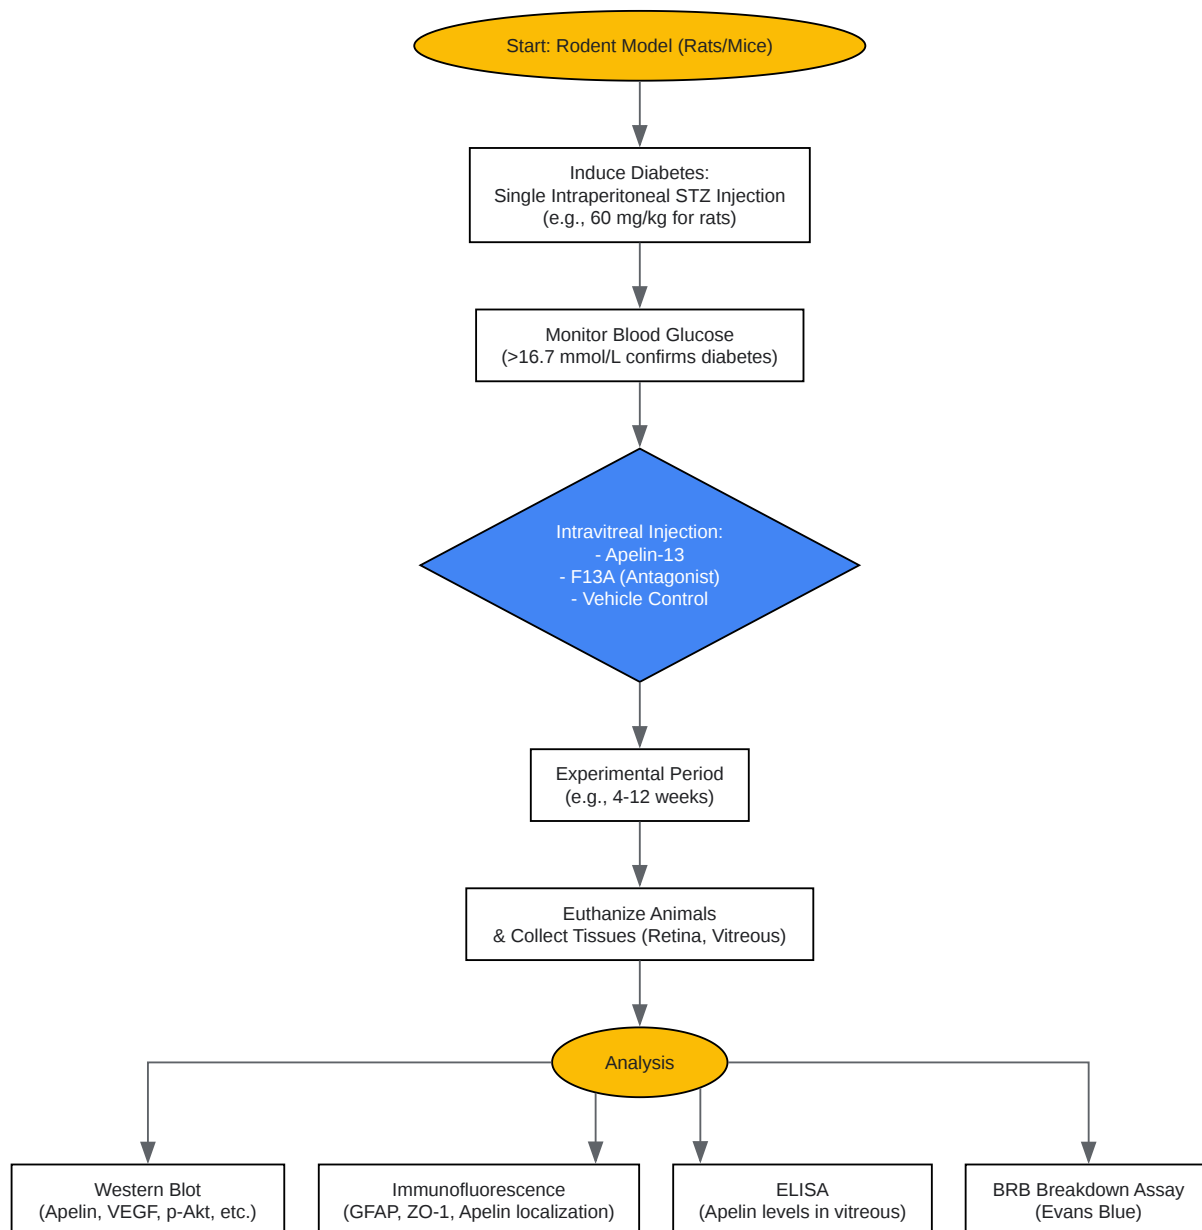 Start: Rodent Model (Rats/Mice)
Induce Diabetes:
Single Intraperitoneal STZ Injection
(e.g., 60 mg/kg for rats)
Monitor Blood Glucose
(>16.7 mmol/L confirms diabetes)
Intravitreal Injection:
- Apelin-13
- F13A (Antagonist)
- Vehicle Control
Experimental Period
(e.g., 4-12 weeks)
Euthanize Animals
& Collect Tissues (Retina, Vitreous)
Analysis
Western Blot
(Apelin, VEGF, p-Akt, etc.)
Immunofluorescence
(GFAP, ZO-1, Apelin localization)
ELISA
(Apelin levels in vitreous)
BRB Breakdown Assay
(Evans Blue)